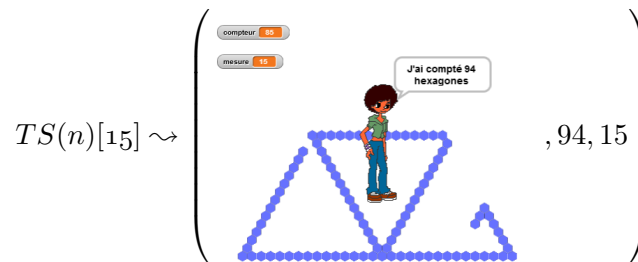 compteur 85
mesure 15
J'ai compté 94
hexagones
TS(n)[15] ⤳ ( , 94, 15